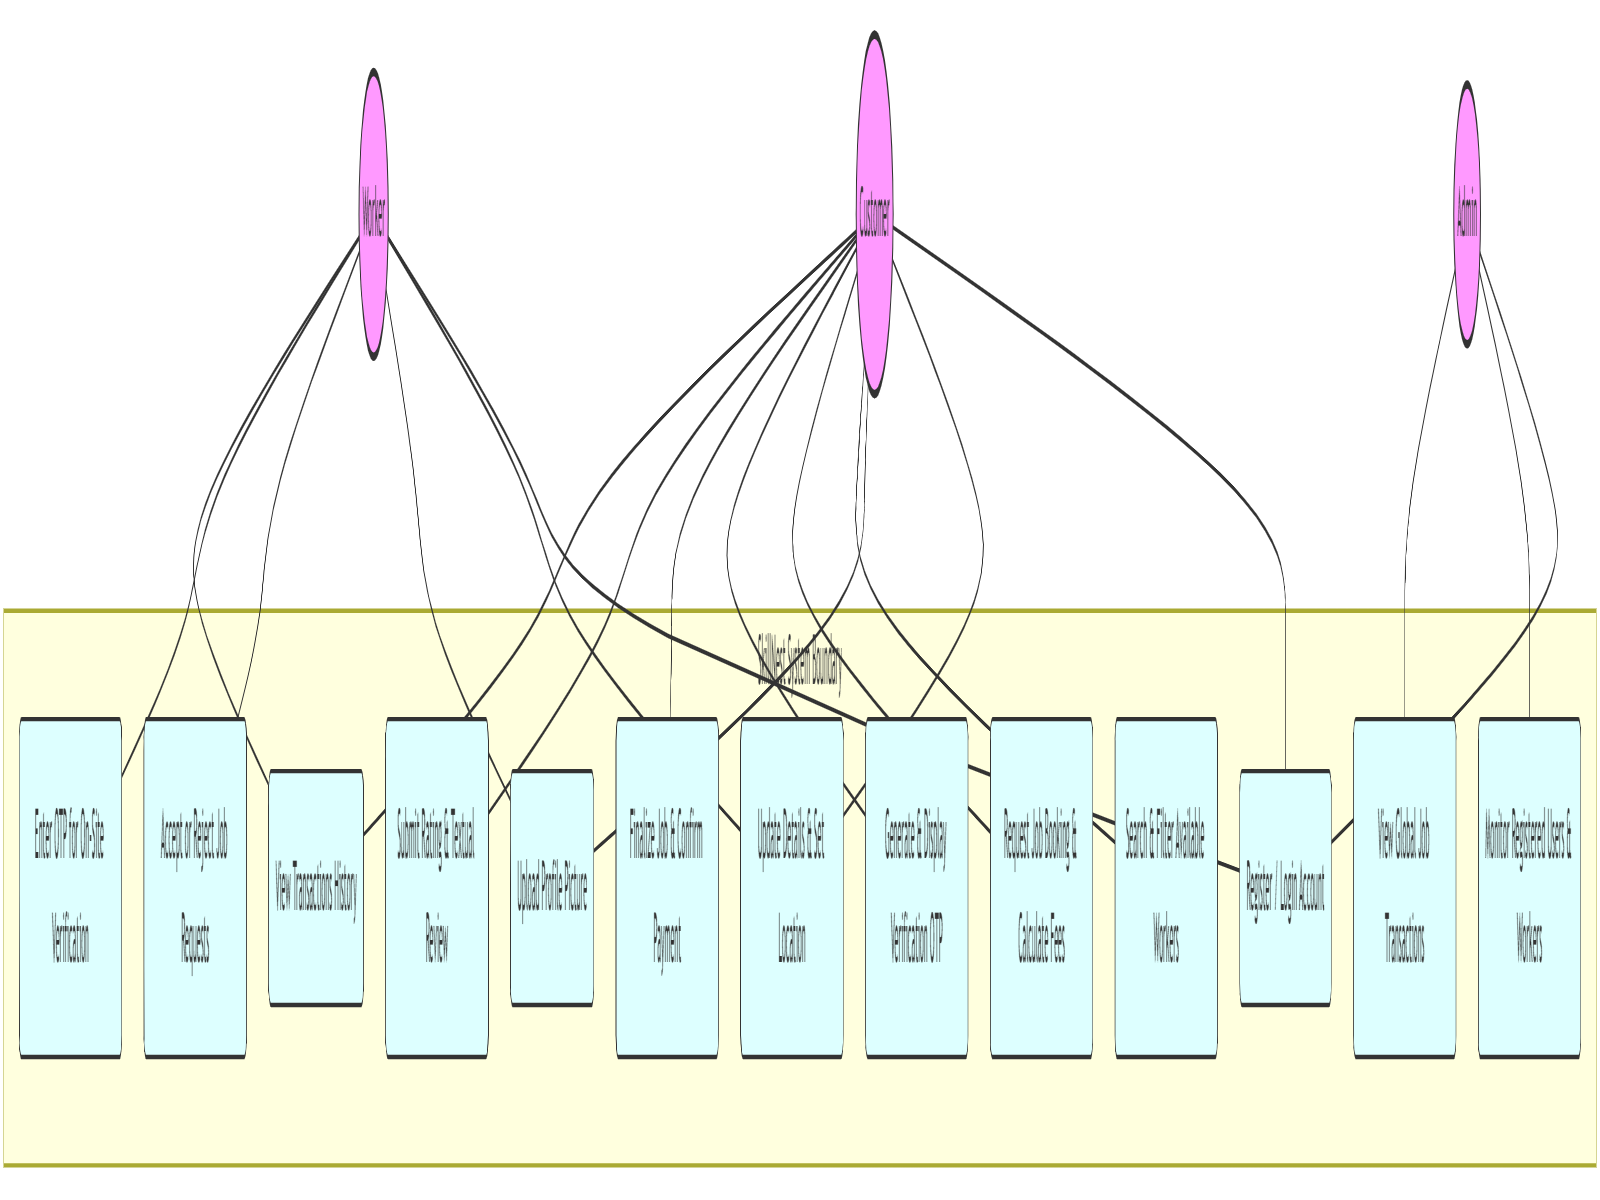 Worker
Customer
Admin
SkillNest System Boundary
Enter OTP for On-Site
Verification
Accept or Reject Job
Requests
View Transactions History
Submit Rating & Textual
Review
Upload Profile Picture
Finalize Job & Confirm
Payment
Update Details & Set
Location
Generate & Display
Verification OTP
Request Job Booking &
Calculate Fees
Search & Filter Available
Workers
Register / Login Account
View Global Job
Transactions
Monitor Registered Users &
Workers